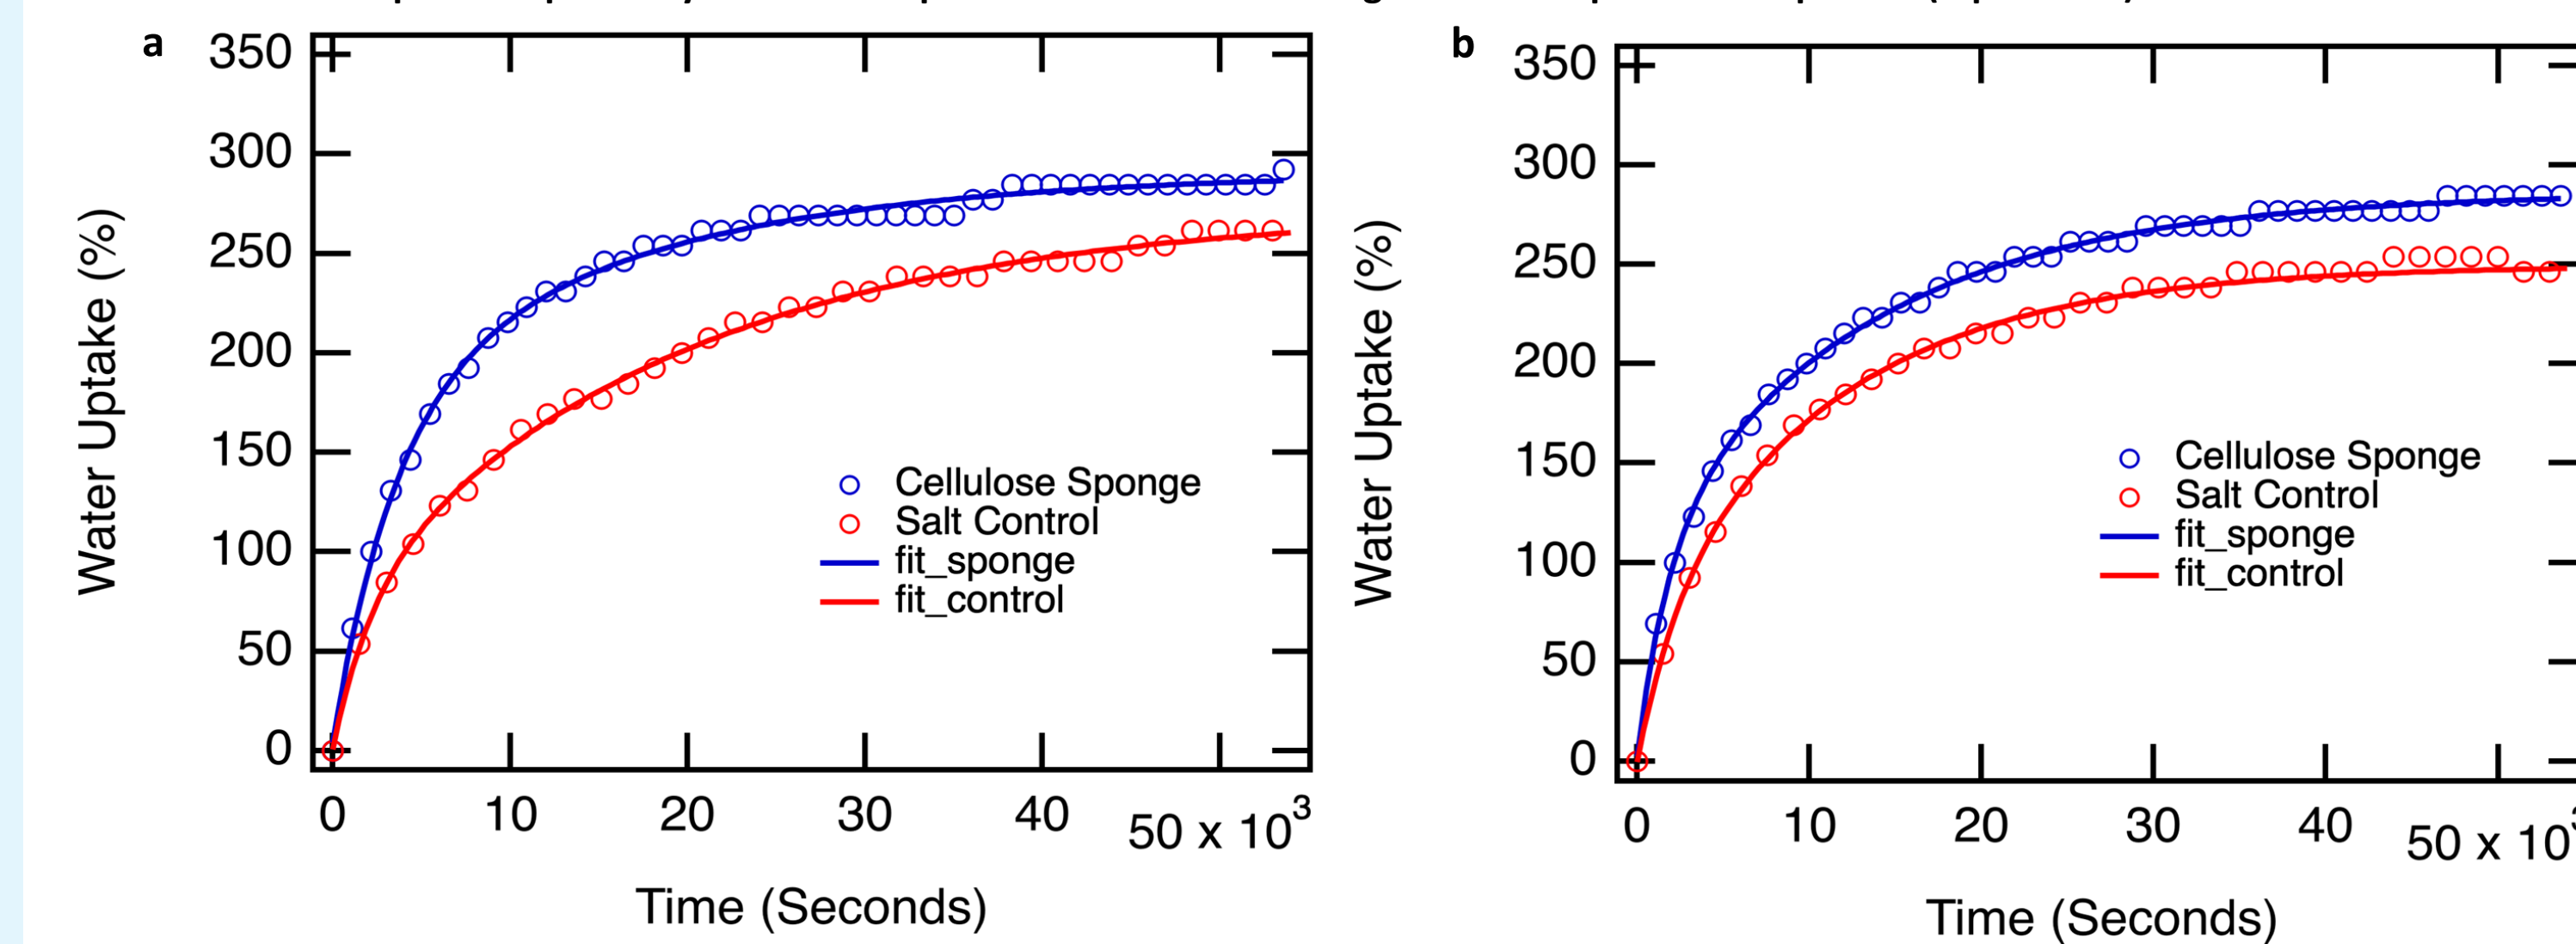 a
350
300
250
200
150
100
50
0
Water Uptake (%)
Cellulose Sponge
Salt Control
fit_sponge
fit_control
0 10 20 30 40 50 x 10³
Time (Seconds)
b
350
300
250
200
150
100
50
0
Water Uptake (%)
Cellulose Sponge
Salt Control
fit_sponge
fit_control
0 10 20 30 40 50 x 10
Time (Seconds)